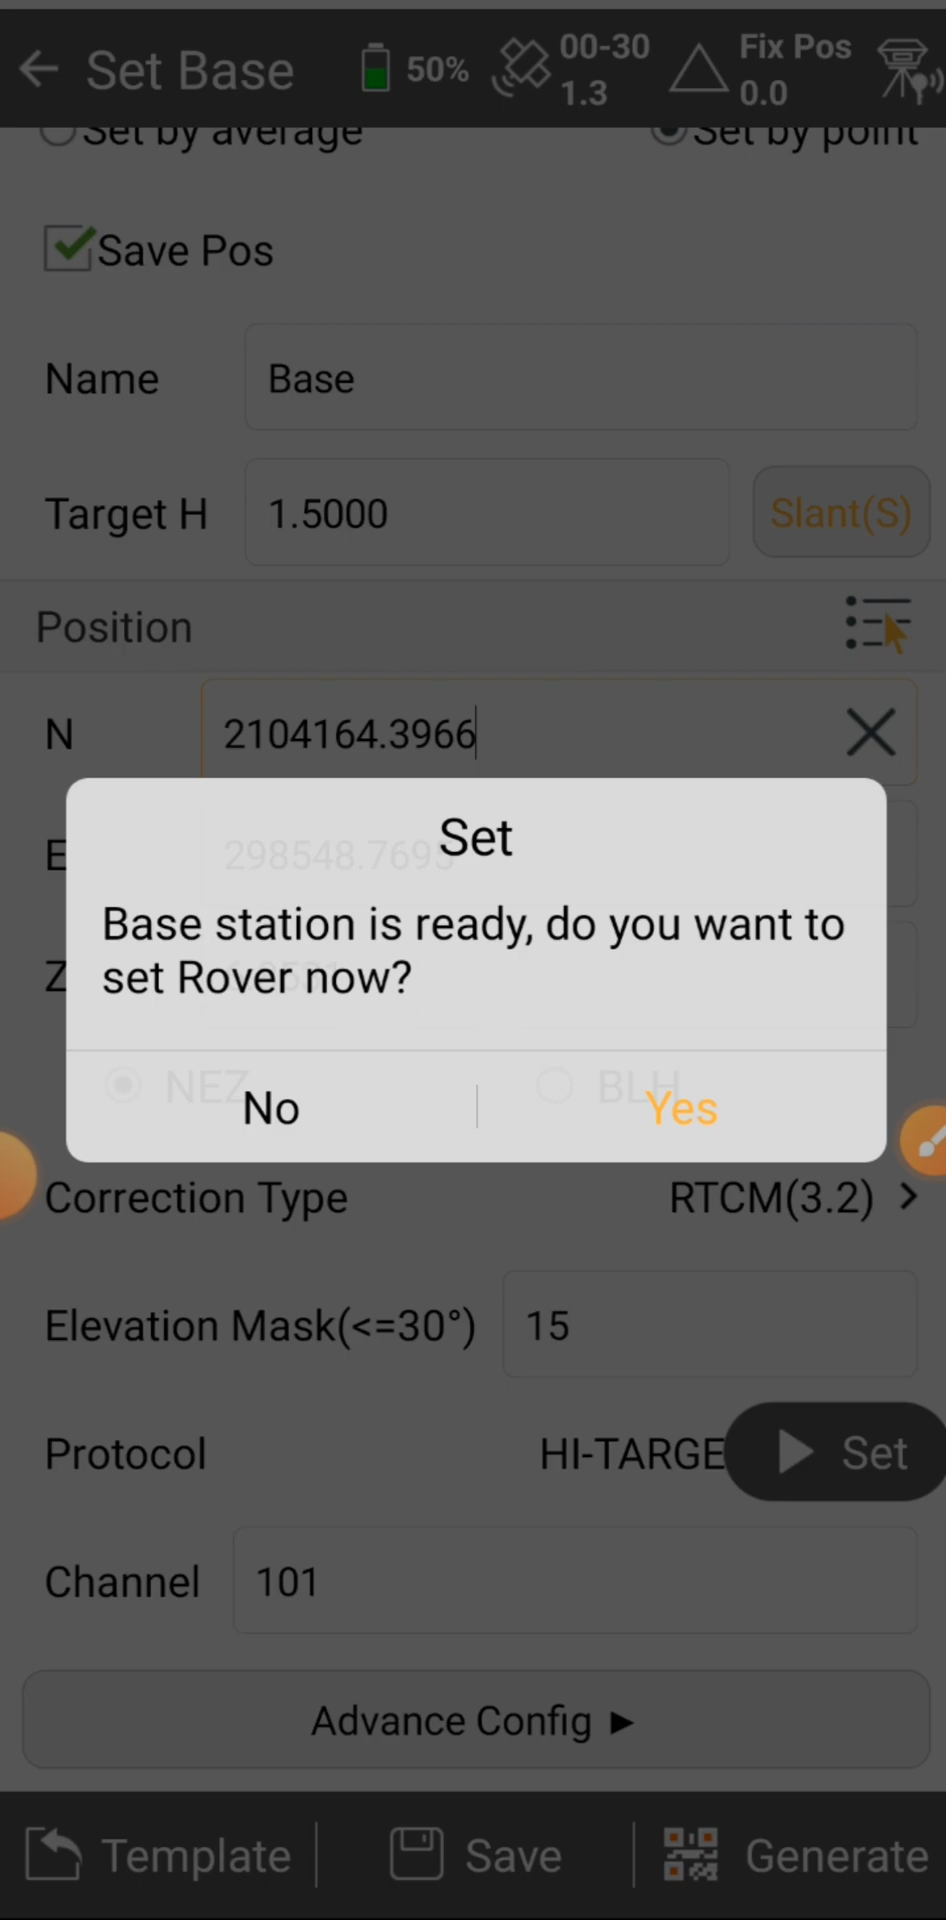 Set Base
50%
00-30
1.3
Fix Pos
0.0
Set by average
Set by point
Save Pos
Name
Base
Target H
1.5000
Slant(S)
Position
N
2104164.3966
Set
E
Base station is ready, do you want to
set Rover now?
Z
NEZ
BLH
No
Yes
Correction Type
RTCM(3.2)
Elevation Mask(<=30°)
15
Protocol
HI-TARGE
Set
Channel
101
Advance Config ►
Template
Save
Generate